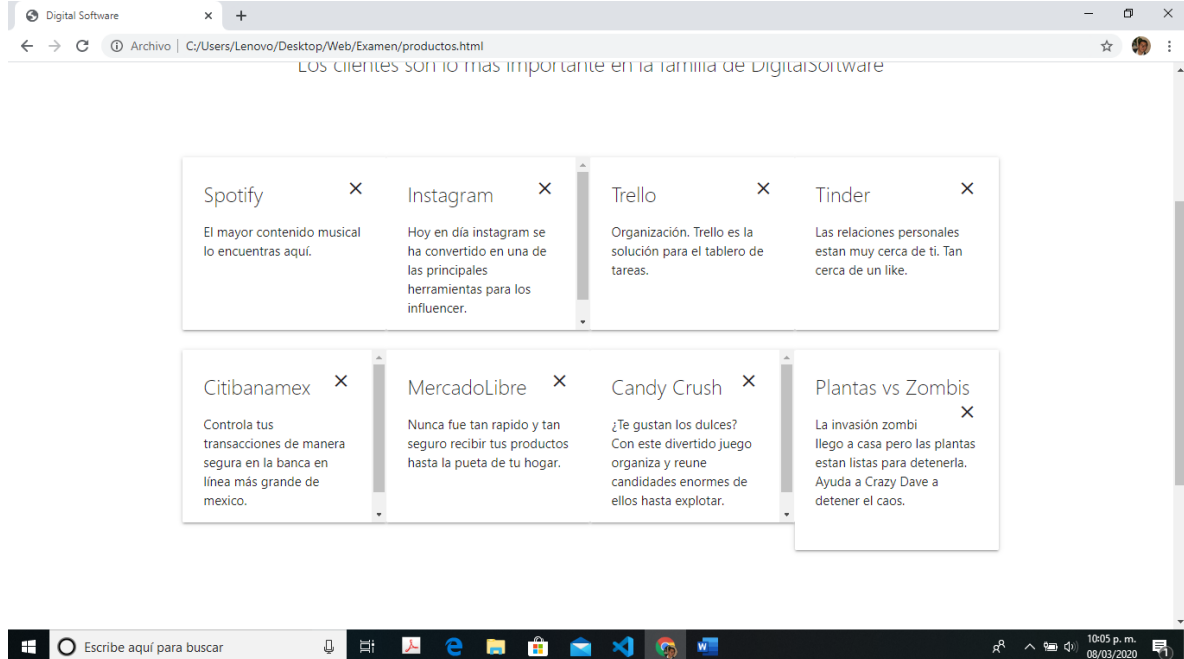 Digital Software
Archivo
C:/Users/Lenovo/Desktop/Web/Examen/productos.html
Los clientes son lo más importante en la familia de DigitalSoftware
Spotify
El mayor contenido musical
lo encuentras aquí.
Instagram
Hoy en día instagram se
ha convertido en una de
las principales
herramientas para los
influencer.
Trello
Organización. Trello es la
solución para el tablero de
tareas.
Tinder
Las relaciones personales
estan muy cerca de ti. Tan
cerca de un like.
Citibanamex
Controla tus
transacciones de manera
segura en la banca en
línea más grande de
mexico.
MercadoLibre
Nunca fue tan rapido y tan
seguro recibir tus productos
hasta la pueta de tu hogar.
Candy Crush
¿Te gustan los dulces?
Con este divertido juego
organiza y reune
candidades enormes de
ellos hasta explotar.
Plantas vs Zombis
La invasión zombi
llego a casa pero las plantas
estan listas para detenerla.
Ayuda a Crazy Dave a
detener el caos.
Escribe aquí para buscar
10:05 p. m.
08/03/2020